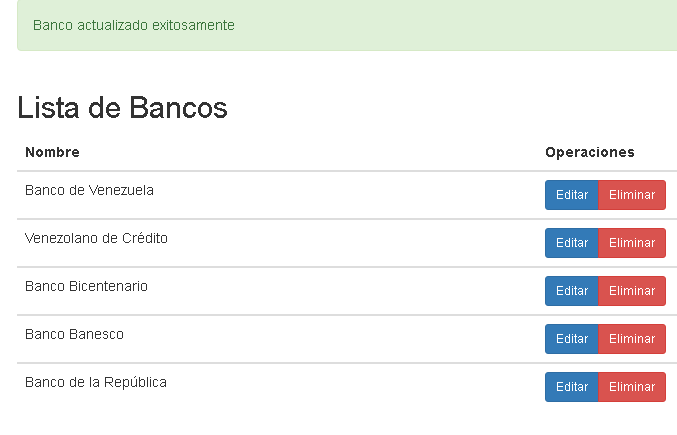 Banco actualizado exitosamente
Lista de Bancos
Nombre Operaciones
Banco de Venezuela Editar Eliminar
Venezolano de Crédito Editar Eliminar
Banco Bicentenario Editar Eliminar
Banco Banesco Editar Eliminar
Banco de la República Editar Eliminar